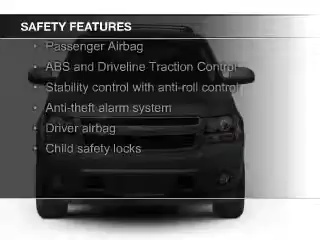 SAFETY FEATURES
• Passenger Airbag
• ABS and Driveline Traction Control
• Stability control with anti-roll control
• Anti-theft alarm system
• Driver airbag
• Child safety locks